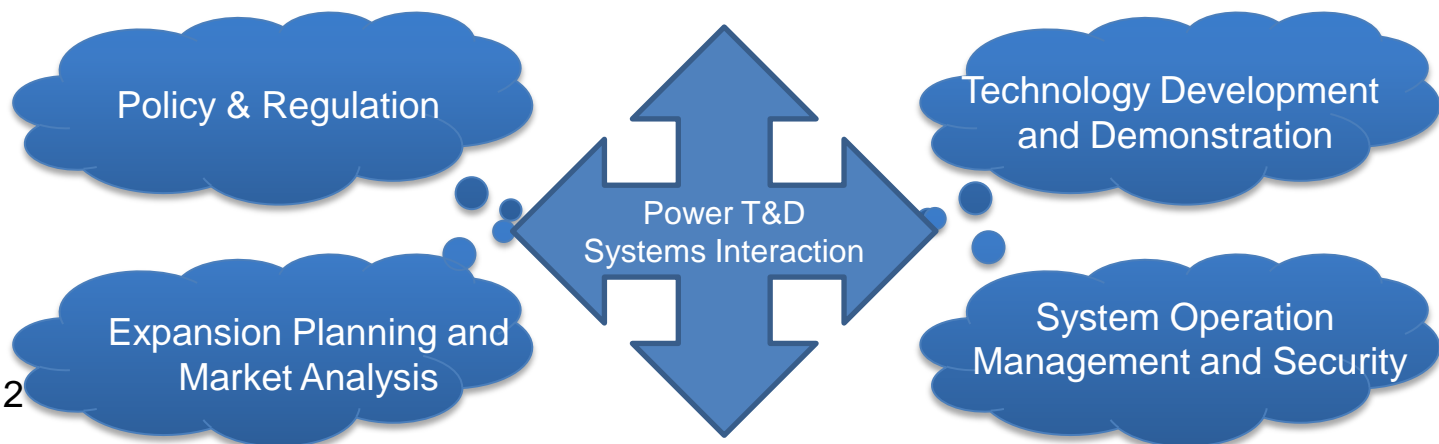 Policy & Regulation
Technology Development
and Demonstration
Power T&D
Systems Interaction
Expansion Planning and
Market Analysis
System Operation
Management and Security
2